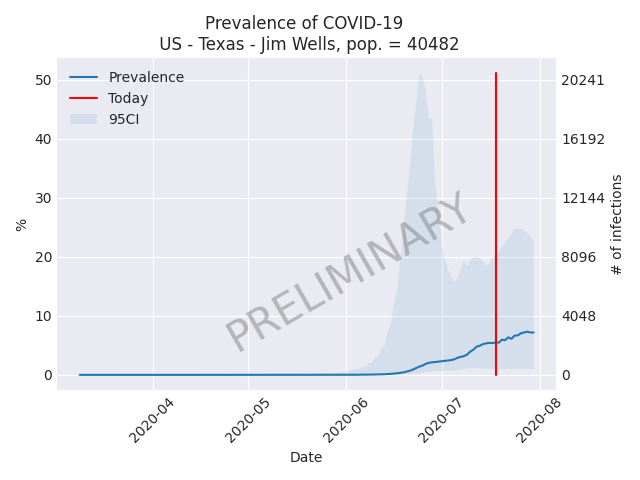 Prevalence of COVID-19
US - Texas - Jim Wells, pop. = 40482
Prevalence
Today
95CI
50
40
30
20
10
0
%
20241
16192
12144
8096
4048
0
# of infections
PRELIMINARY
2020-04
2020-05
2020-06
2020-07
2020-08
Date